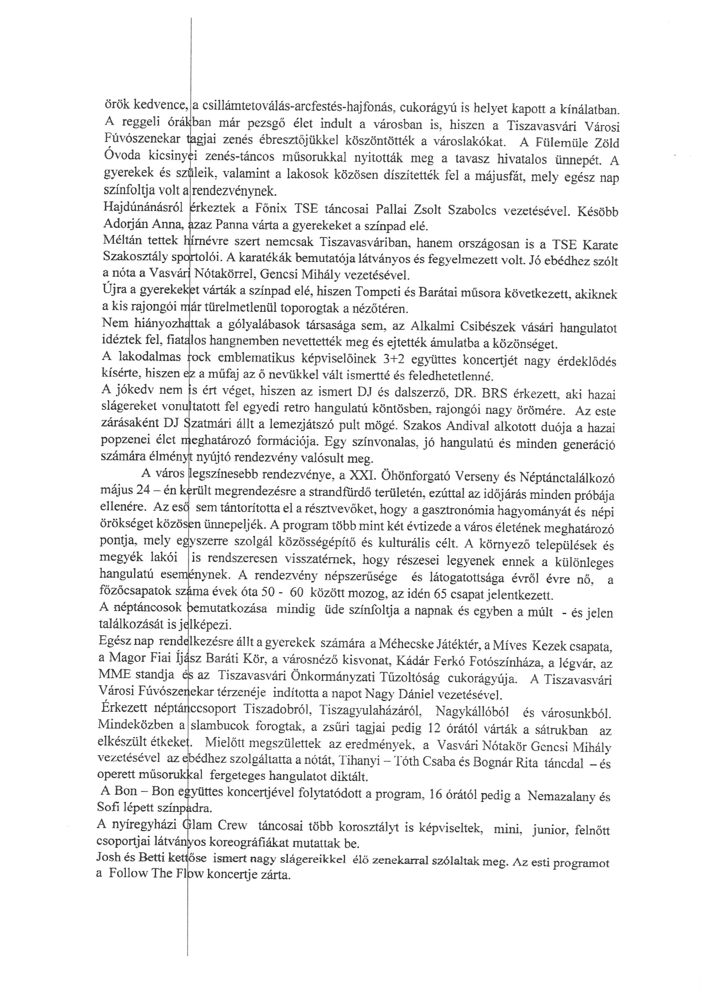 örök kedvence, a csillámtetoválás-arcfestés-hajfonás, cukorágyú is helyet kapott a kínálatban.
A reggeli órákban már pezsgő élet indult a városban is, hiszen a Tiszavasvári Városi
Fúvószenekar tagjai zenés ébresztőjükkel köszöntötték a városlakókat. A Fülemüle Zöld
Óvoda kicsinyei zenés-táncos műsorukkal nyitották meg a tavasz hivatalos ünnepét. A
gyerekek és szüleik, valamint a lakosok közösen díszítették fel a májusfát, mely egész nap
színfoltja volt a rendezvénynek.
Hajdúnánásról érkeztek a Főnix TSE táncosai Pallai Zsolt Szabolcs vezetésével. Később
Adorján Anna, azaz Panna várta a gyerekeket a színpad elé.
Méltán tettek hírnévre szert nemcsak Tiszavasváriban, hanem országosan is a TSE Karate
Szakosztály sportolói. A karatékák bemutatója látványos és fegyelmezett volt. Jó ebédhez szólt
a nóta a Vasvári Nótakörrel, Gencsi Mihály vezetésével.
Újra a gyerekeket várták a színpad elé, hiszen Tompeti és Barátai műsora következett, akiknek
a kis rajongói már türelmetlenül toporogtak a nézőtéren.
Nem hiányozhattak a gólyalábasok társasága sem, az Alkalmi Csibészek vásári hangulatot
idéztek fel, fiatalos hangnemben nevettették meg és ejtették ámulatba a közönséget.
A lakodalmas rock emblematikus képviselőinek 3+2 együttes koncertjét nagy érdeklődés
kísérte, hiszen ez a műfaj az ő nevükkel vált ismertté és feledhetetlenné.
A jókedv nem is ért véget, hiszen az ismert DJ és dalszerző, DR. BRS érkezett, aki hazai
slágereket vonultatott fel egyedi retro hangulatú köntösben, rajongói nagy örömére. Az este
zárásaként DJ Szatmári állt a lemezjátszó pult mögé. Szakos Andival alkotott duója a hazai
popzenei élet meghatározó formációja. Egy színvonalas, jó hangulatú és minden generáció
számára élményt nyújtó rendezvény valósult meg.
A város legszínesebb rendezvénye, a XXI. Öhönforgató Verseny és Néptánctalálkozó
május 24 – én került megrendezésre a strandfürdő területén, ezúttal az időjárás minden próbája
ellenére. Az eső sem tántorította el a résztvevőket, hogy a gasztronómia hagyományát és népi
örökséget közösen ünnepeljék. A program több mint két évtizede a város életének meghatározó
pontja, mely egyszerre szolgál közösségépítő és kulturális célt. A környező települések és
megyék lakói is rendszeresen visszatérnek, hogy részesei legyenek ennek a különleges
hangulatú eseménynek. A rendezvény népszerűsége és látogatottsága évről évre nő, a
főzőcsapatok száma évek óta 50 - 60 között mozog, az idén 65 csapat jelentkezett.
A néptáncosok bemutatkozása mindig üde színfoltja a napnak és egyben a múlt - és jelen
találkozását is jelképezi.
Egész nap rendelkezésre állt a gyerekek számára a Méhecske Játéktér, a Míves Kezek csapata,
a Magor Fiai Íjász Baráti Kör, a városnéző kisvonat, Kádár Ferkó Fotószínháza, a légvár, az
MME standja és az Tiszavasvári Önkormányzati Tűzoltóság cukorágyúja. A Tiszavasvári
Városi Fúvószenekar térzenéje indította a napot Nagy Dániel vezetésével.
Érkezett néptánccsoport Tiszadobról, Tiszagyulaházáról, Nagykállóból és városunkból.
Mindeközben a slambucok forogtak, a zsűri tagjai pedig 12 órától várták a sátrukban az
elkészült étkeket. Mielőtt megszülettek az eredmények, a Vasvári Nótakör Gencsi Mihály
vezetésével az ebédhez szolgáltatta a nótát, Tihanyi – Tóth Csaba és Bognár Rita táncdal – és
operett műsorukkal fergeteges hangulatot diktált.
A Bon – Bon együttes koncertjével folytatódott a program, 16 órától pedig a Nemazalany és
Sofi lépett színpadra.
A nyíregyházi Glam Crew táncosai több korosztályt is képviseltek, mini, junior, felnőtt
csoportjai látványos koreográfiákat mutattak be.
Josh és Betti kettőse ismert nagy slágereikkel élő zenekarral szólaltak meg. Az esti programot
a Follow The Flow koncertje zárta.